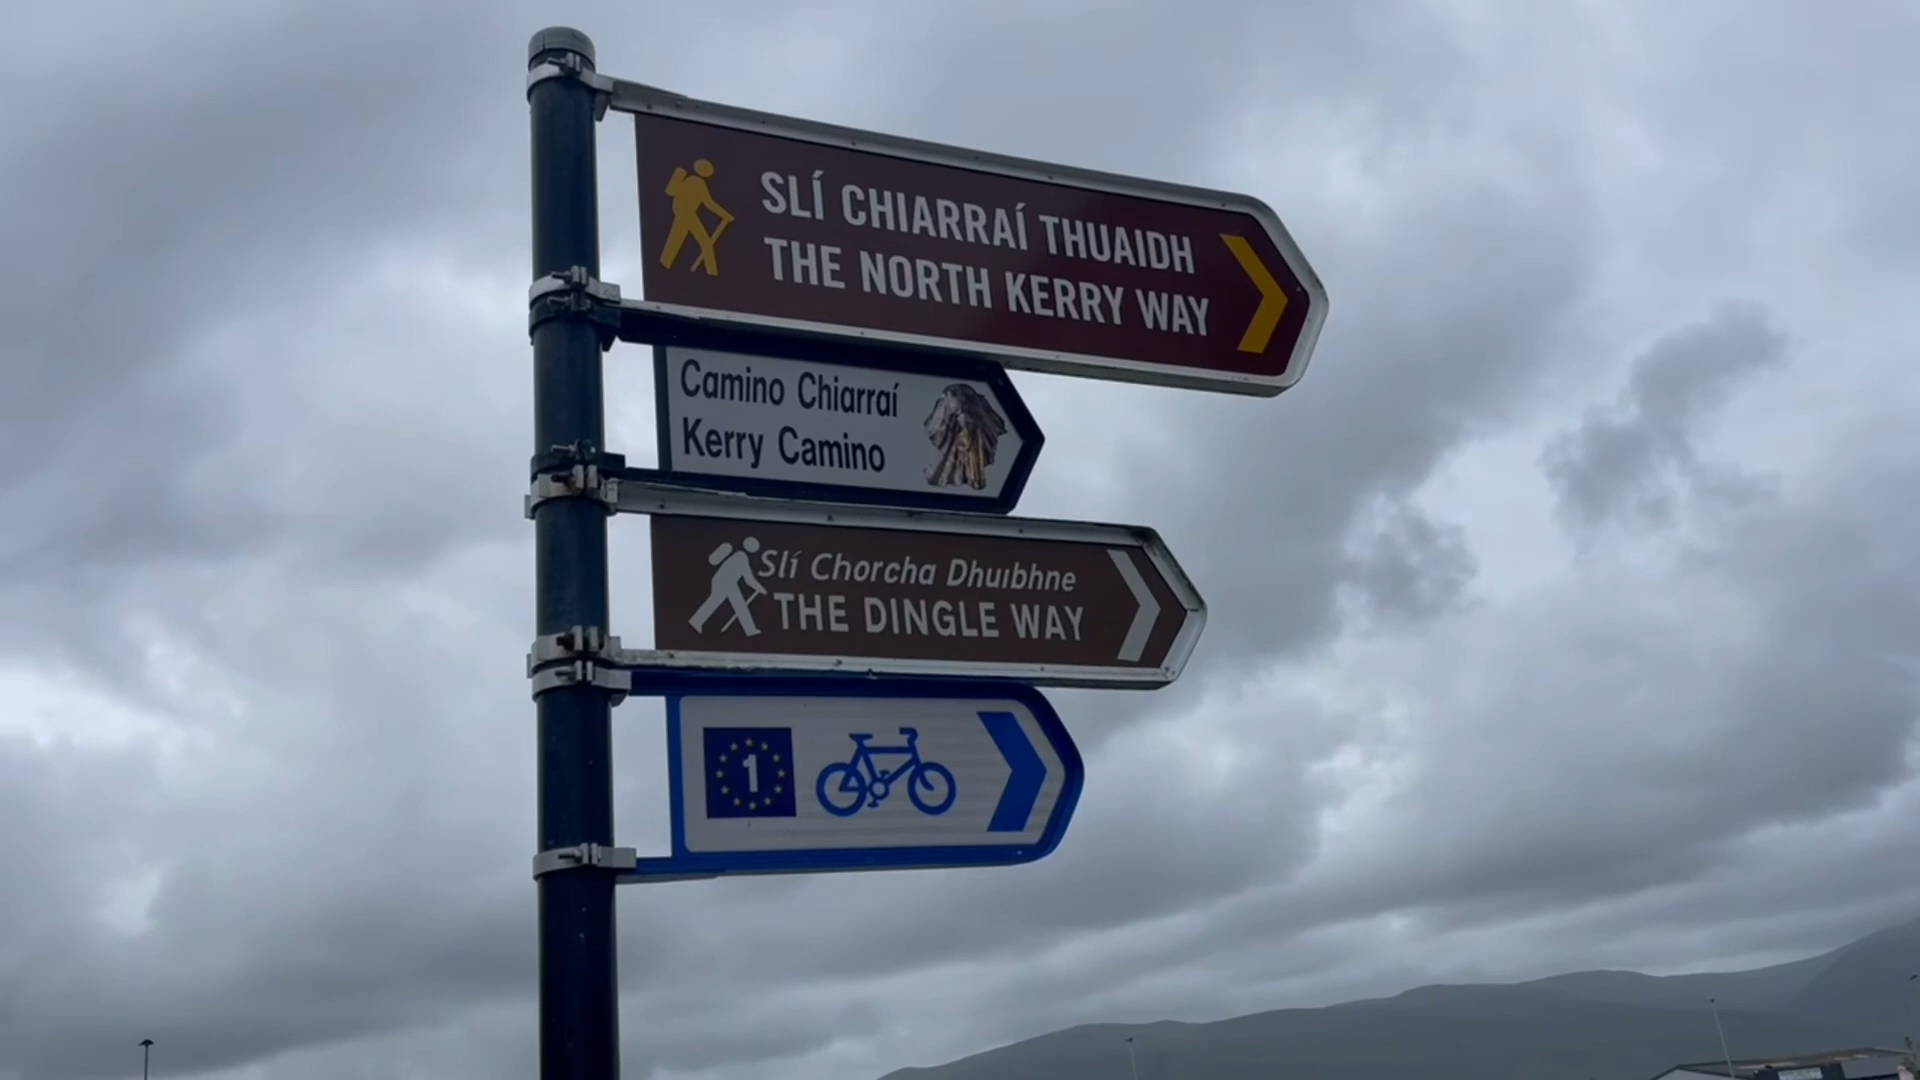 SLÍ CHIARRAÍ THUAIDH
THE NORTH KERRY WAY
Camino Chiarraí
Kerry Camino
Slí Chorcha Dhuibhne
THE DINGLE WAY
1